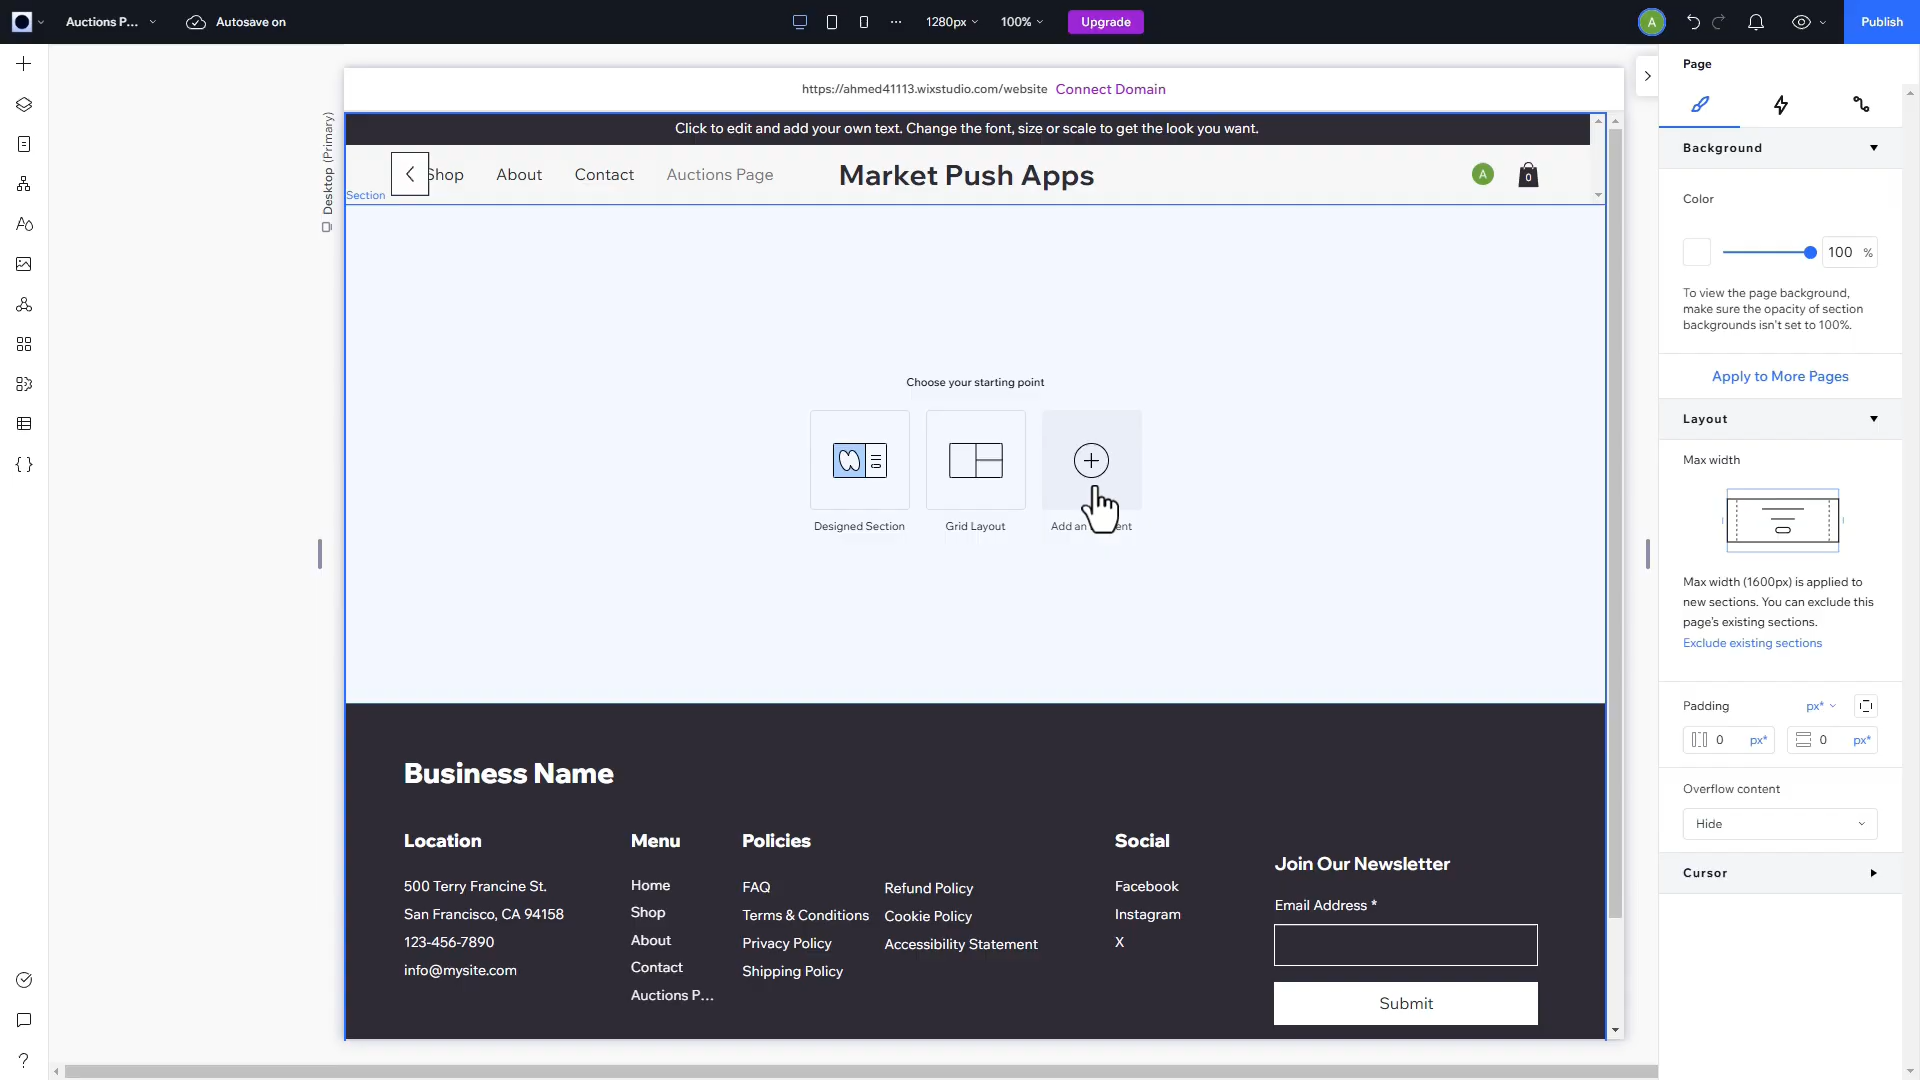 Auctions P...
Autosave on
1280px
100%
Upgrade
A
Publish
https://ahmed41113.wixstudio.com/website Connect Domain
Desktop (Primary)
Click to edit and add your own text. Change the font, size or scale to get the look you want.
Shop
About
Contact
Auctions Page
Market Push Apps
A
0
Section
Choose your starting point
Designed Section
Grid Layout
Add an
Business Name
Location
500 Terry Francine St.
San Francisco, CA 94158
123-456-7890
info@mysite.com
Menu
Home
Shop
About
Contact
Auctions P...
Policies
FAQ
Terms & Conditions
Privacy Policy
Shipping Policy
Refund Policy
Cookie Policy
Accessibility Statement
Social
Facebook
Instagram
X
Join Our Newsletter
Email Address *
Submit
Page
Background
Color
100 %
To view the page background,
make sure the opacity of section
backgrounds isn't set to 100%.
Apply to More Pages
Layout
Max width
Max width (1600px) is applied to
new sections. You can exclude this
page's existing sections.
Exclude existing sections
Padding
px*
0 px*
0 px*
Overflow content
Hide
Cursor